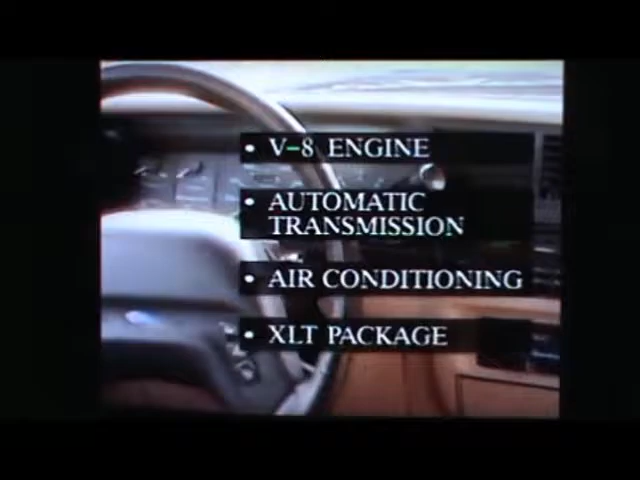 • V-8 ENGINE
• AUTOMATIC
TRANSMISSION
• AIR CONDITIONING
• XLT PACKAGE